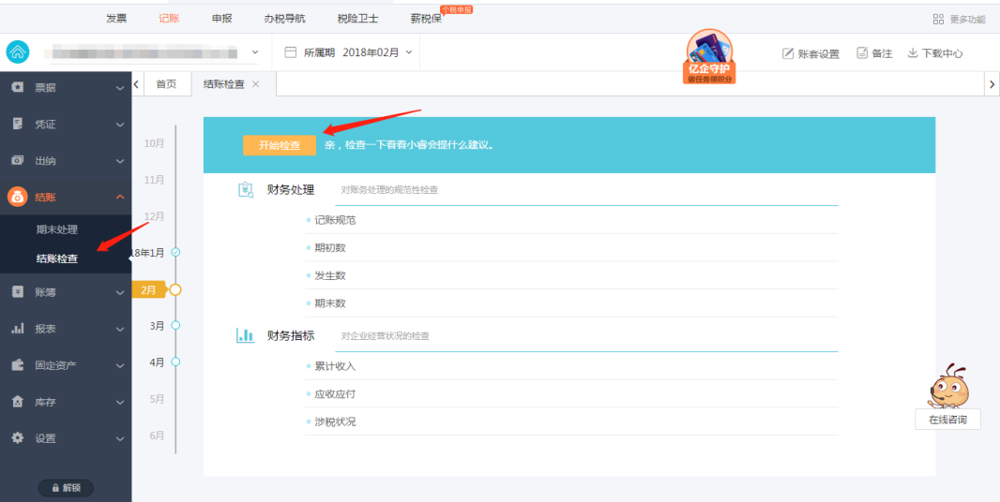 发票 记账 申报 办税导航 税险卫士 薪税保 个税申报 更多功能
所属期 2018年02月 亿企守护 做任务领积分 账套设置 备注 下载中心
票据 首页 结账检查
凭证
出纳
结账
期末处理
结账检查
账簿
报表
固定资产
库存
设置
解锁
10月
11月
12月
18年1月
2月
3月
4月
5月
6月
开始检查 亲，检查一下看看小睿会提什么建议。
财务处理 对账务处理的规范性检查
记账规范
期初数
发生数
期末数
财务指标 对企业经营状况的检查
累计收入
应收应付
涉税状况
在线咨询